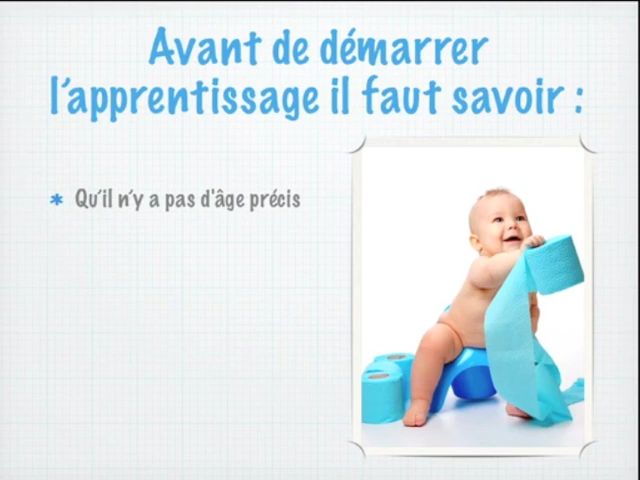 Avant de démarrer
l'apprentissage il faut savoir :
* Qu'il n'y a pas d'âge précis